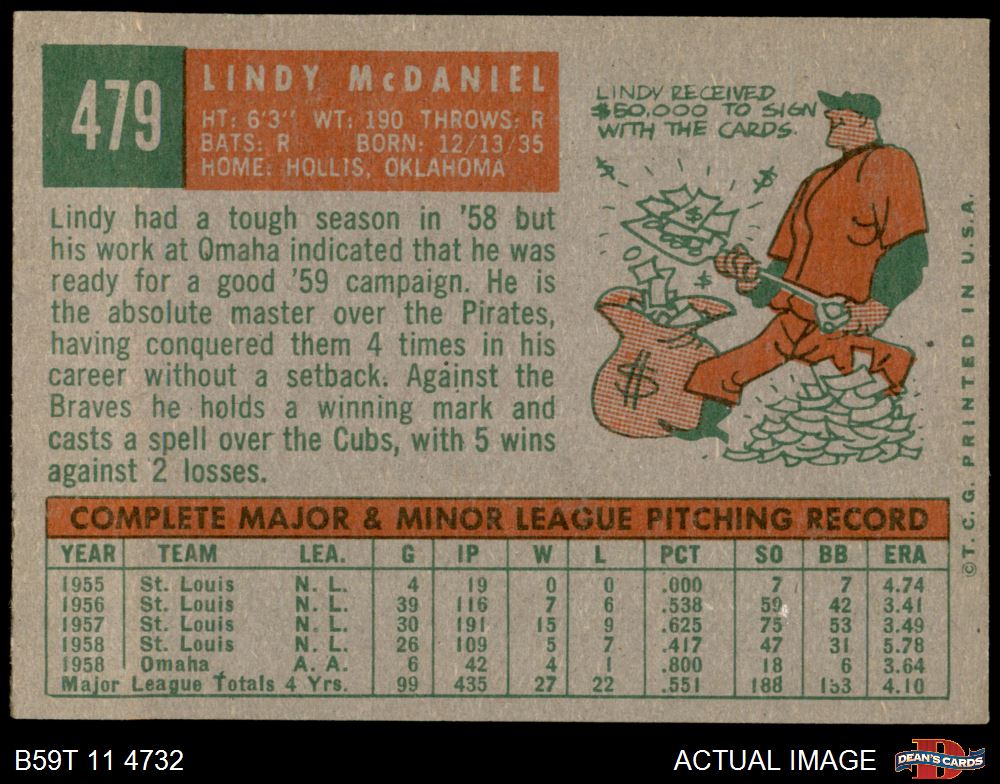 479
LINDY McDANIEL
HT: 6'3" WT: 190 THROWS: R
BATS: R BORN: 12/13/35
HOME: HOLLIS, OKLAHOMA
LINDY RECEIVED
$50,000 TO SIGN
WITH THE CARDS.
Lindy had a tough season in '58 but
his work at Omaha indicated that he was
ready for a good '59 campaign. He is
the absolute master over the Pirates,
having conquered them 4 times in his
career without a setback. Against the
Braves he holds a winning mark and
casts a spell over the Cubs, with 5 wins
against 2 losses.
$
$
$
$
$
©T. C. G. PRINTED IN U.S.A.
COMPLETE MAJOR & MINOR LEAGUE PITCHING RECORD
YEAR TEAM LEA. G IP W L PCT SO BB ERA
1955 St. Louis N. L. 4 19 0 0 .000 7 7 4.74
1956 St. Louis N. L. 39 116 7 6 .538 59 42 3.41
1957 St. Louis N. L. 30 191 15 9 .625 75 53 3.49
1958 St. Louis N. L. 26 109 5 7 .417 47 31 5.78
1958 Omaha A. A. 6 42 4 1 .800 18 6 3.64
Major League Totals 4 Yrs. 99 435 27 22 .551 188 133 4.10
B59T 11 4732
ACTUAL IMAGE
DEAN'S CARDS